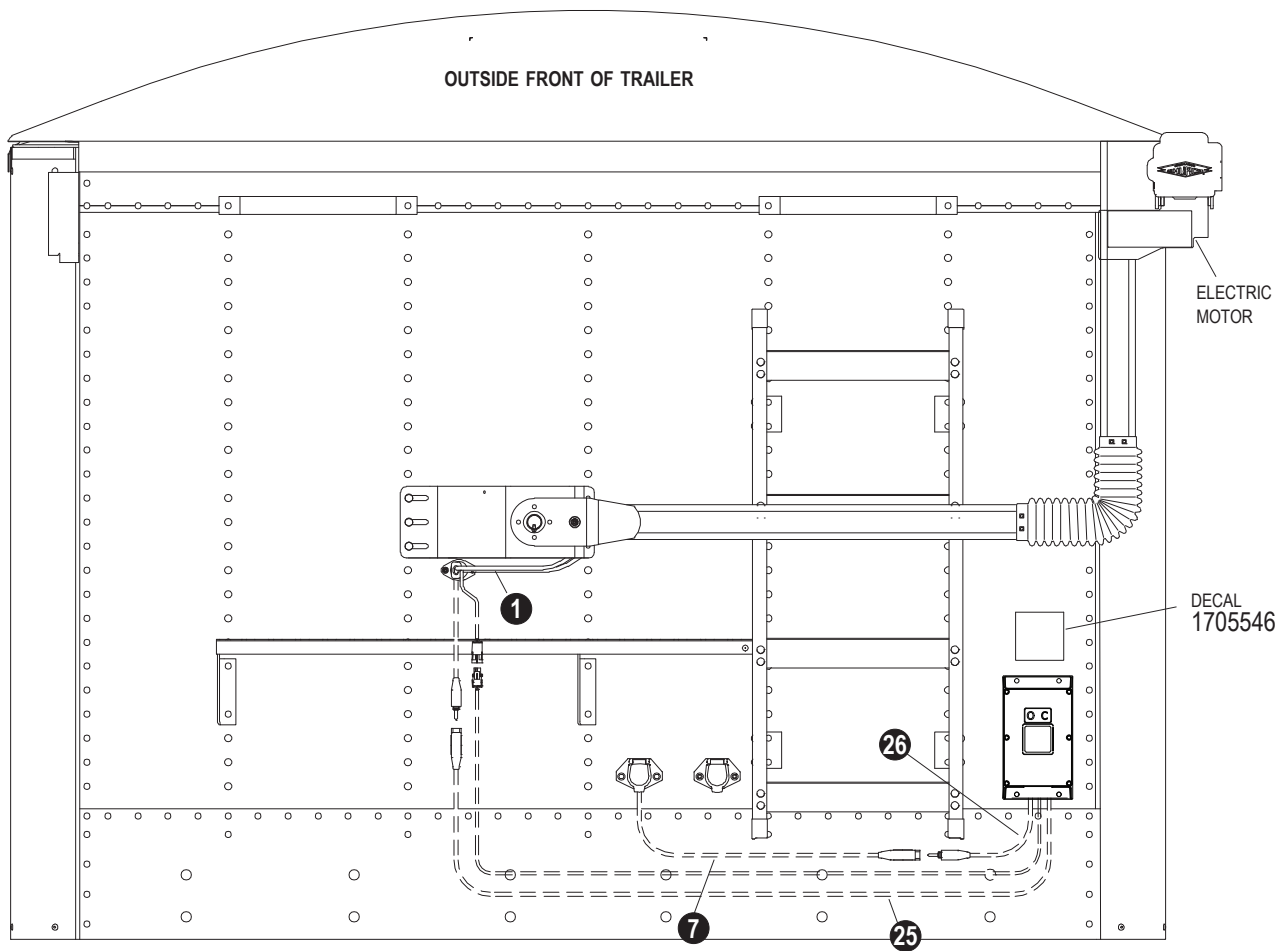 OUTSIDE FRONT OF TRAILER
ELECTRIC
MOTOR
1
DECAL
1705546
O C
26
7
25